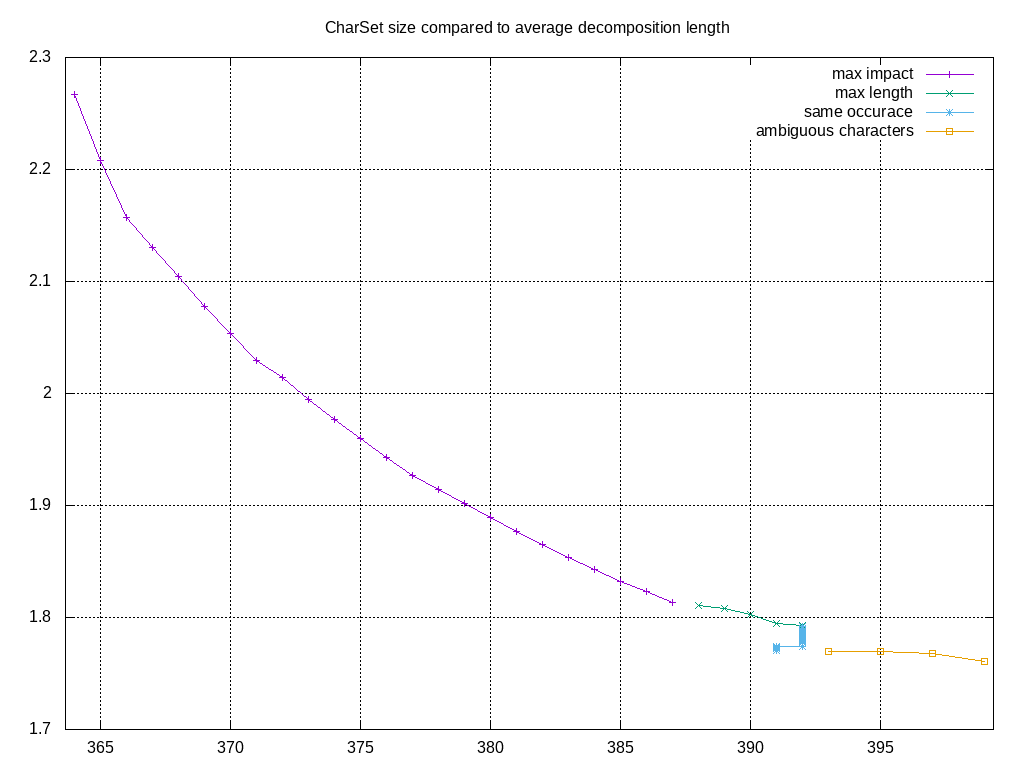 CharSet size compared to average decomposition length
2.3
2.2
2.1
2
1.9
1.8
1.7
max impact
max length
same occurace
ambiguous characters
365 370 375 380 385 390 395